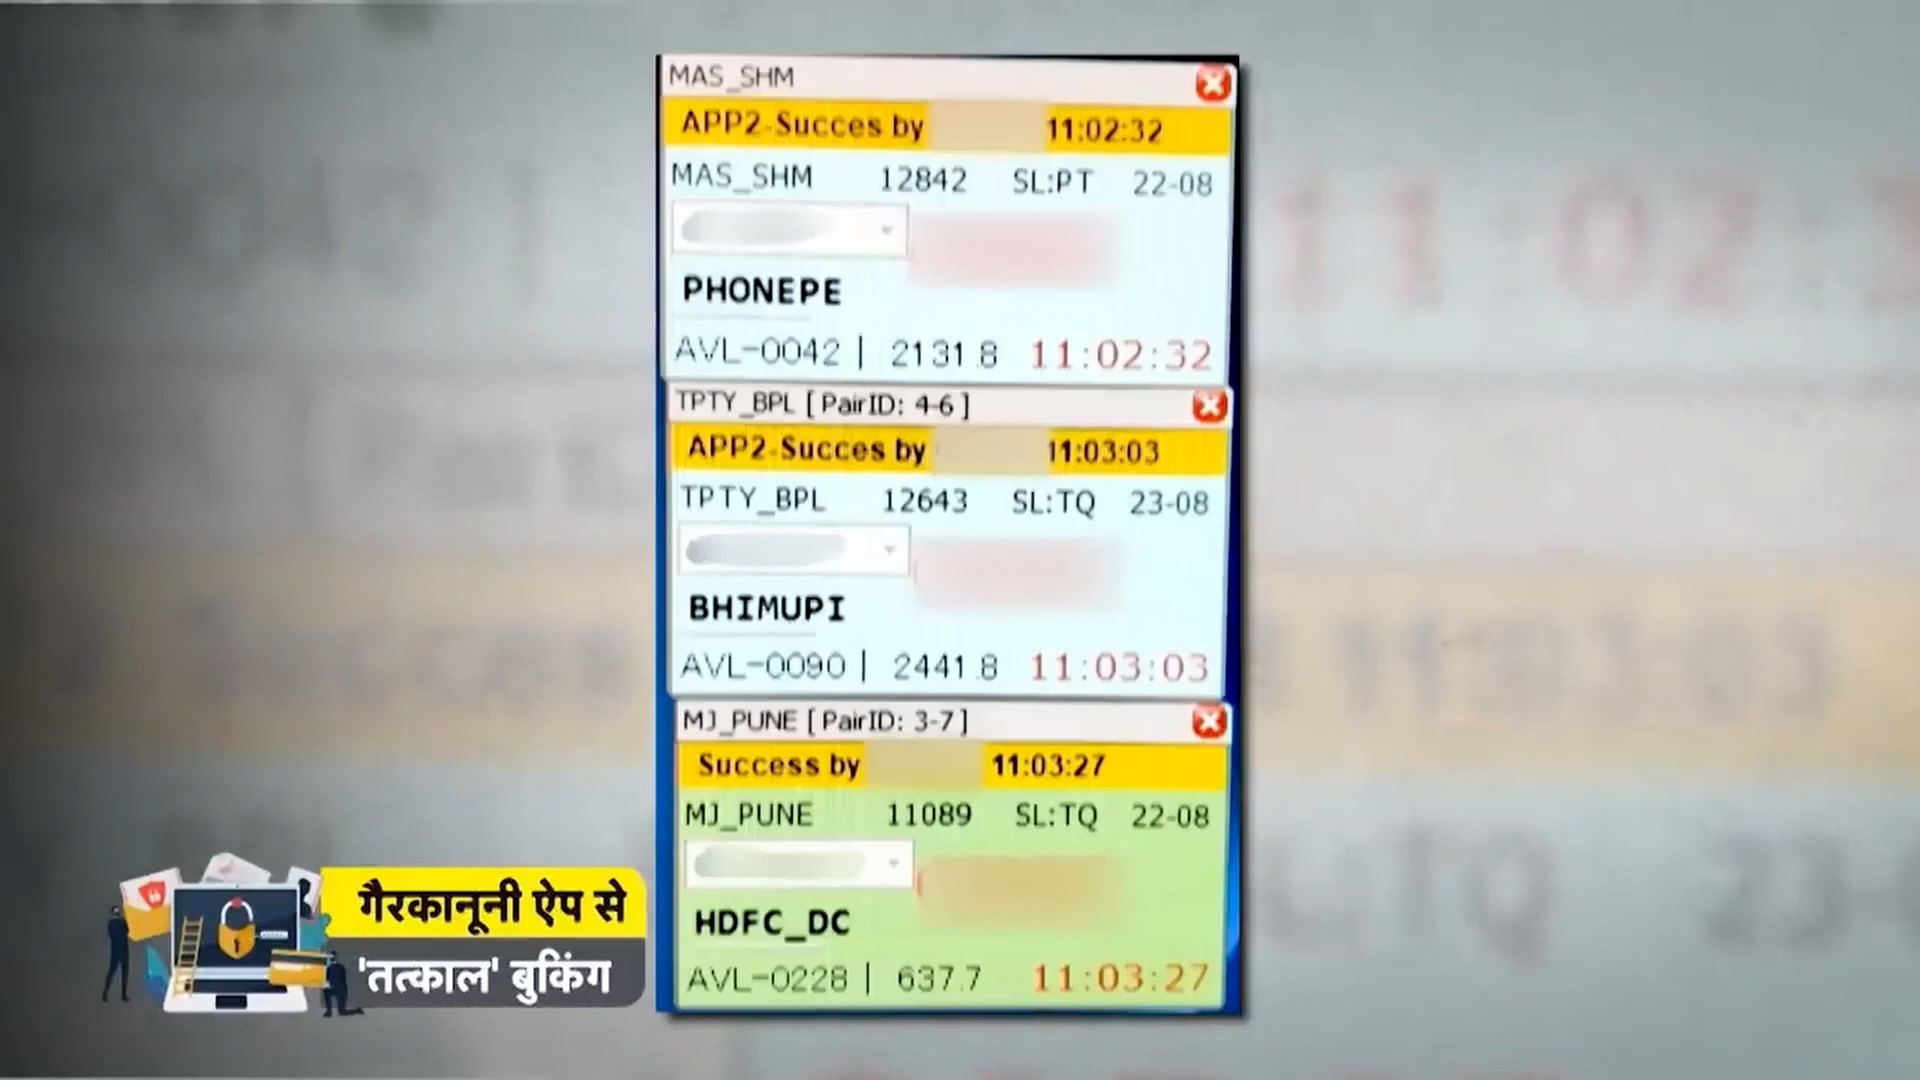 MAS_SHM
APP2-Succes by 11:02:32
MAS_SHM 12842 SL:PT 22-08
PHONEPE
AVL-0042 | 2131.8 11:02:32
TPTY_BPL [ PairID: 4-6 ]
APP2-Succes by 11:03:03
TPTY_BPL 12643 SL:TQ 23-08
BHIMUPI
AVL-0090 | 2441.8 11:03:03
MJ_PUNE [ PairID: 3-7 ]
Success by 11:03:27
MJ_PUNE 11089 SL:TQ 22-08
HDFC_DC
AVL-0228 | 637.7 11:03:27
गैरकानूनी ऐप से
'तत्काल' बुकिंग